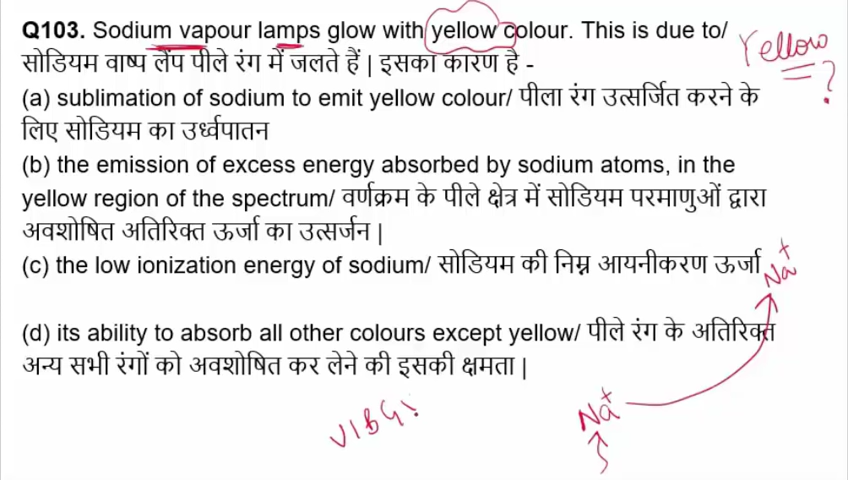 Q103. Sodium vapour lamps glow with yellow colour. This is due to/
सोडियम वाष्प लेंप पीले रंग में जलते हैं | इसका कारण है -
Yellow
?
(a) sublimation of sodium to emit yellow colour/ पीला रंग उत्सर्जित करने के
लिए सोडियम का उर्ध्वपातन
(b) the emission of excess energy absorbed by sodium atoms, in the
yellow region of the spectrum/ वर्णक्रम के पीले क्षेत्र में सोडियम परमाणुओं द्वारा
अवशोषित अतिरिक्त ऊर्जा का उत्सर्जन |
(c) the low ionization energy of sodium/ सोडियम की निम्न आयनीकरण ऊर्जा
Na+
(d) its ability to absorb all other colours except yellow/ पीले रंग के अतिरिक्त
अन्य सभी रंगों को अवशोषित कर लेने की इसकी क्षमता |
Na+